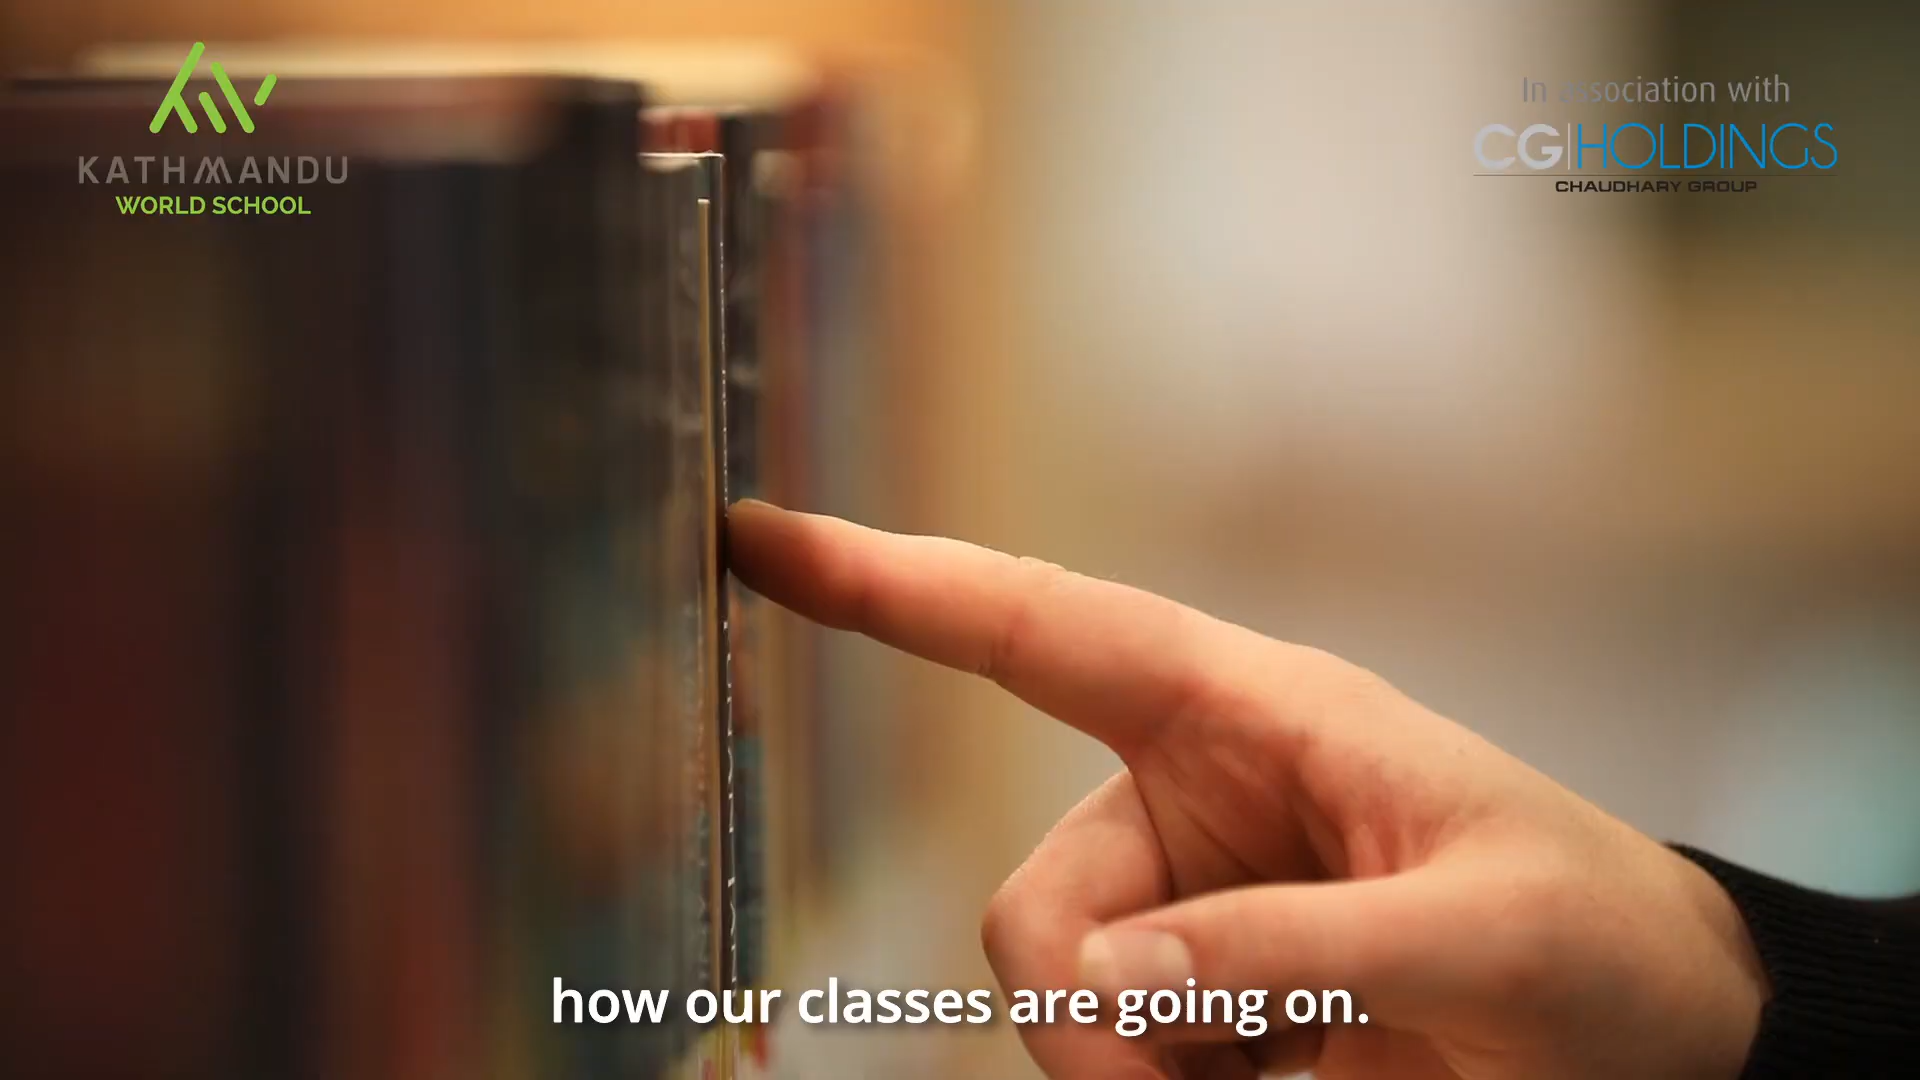 KATHMANDU
WORLD SCHOOL
In association with
CG|HOLDINGS
CHAUDHARY GROUP
how our classes are going on.